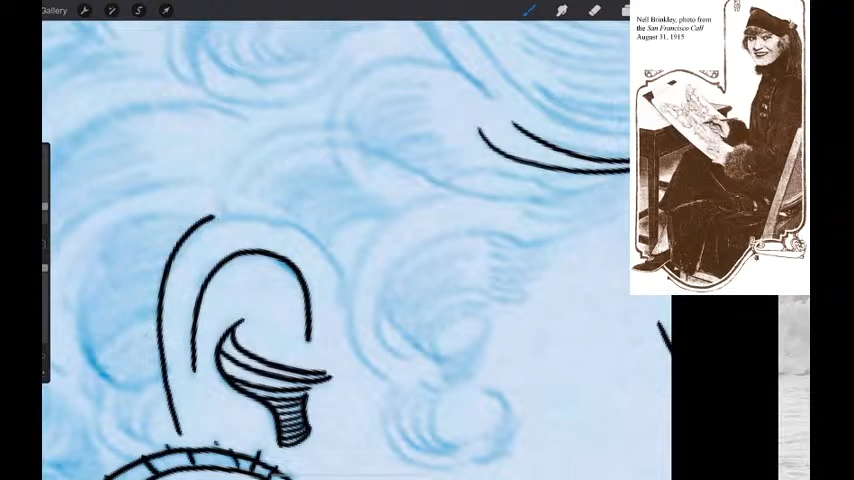 Gallery
Nell Brinkley, photo from
the San Francisco Call
August 31, 1915